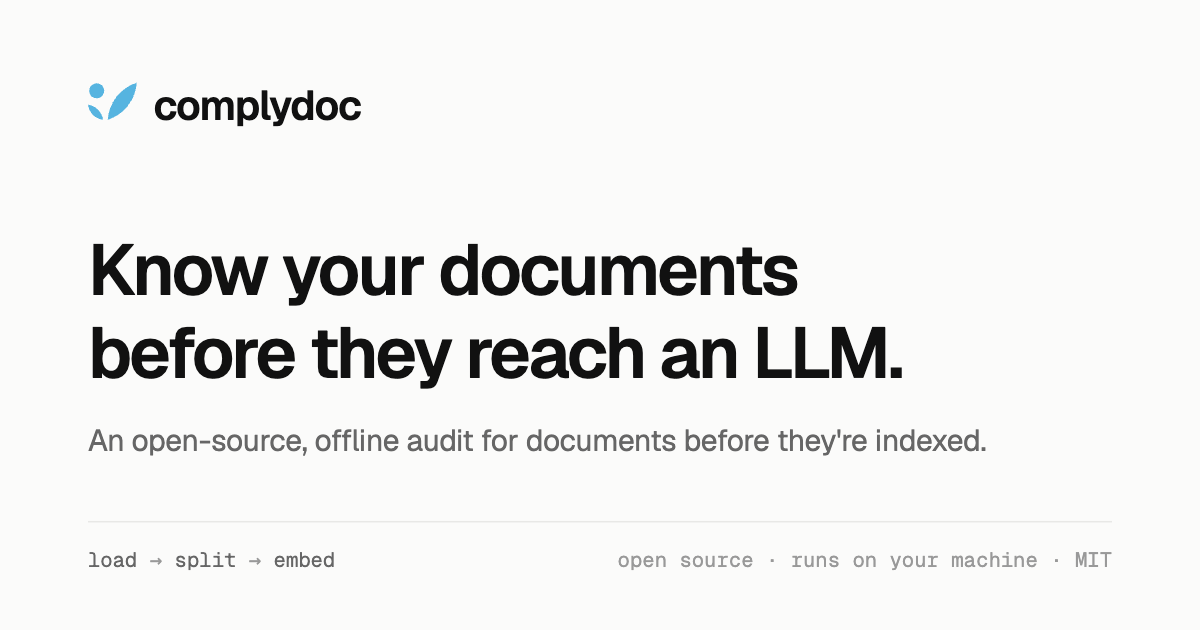 complydoc
Know your documents
before they reach an LLM.
An open-source, offline audit for documents before they're indexed.
load → split → embed
open source · runs on your machine · MIT